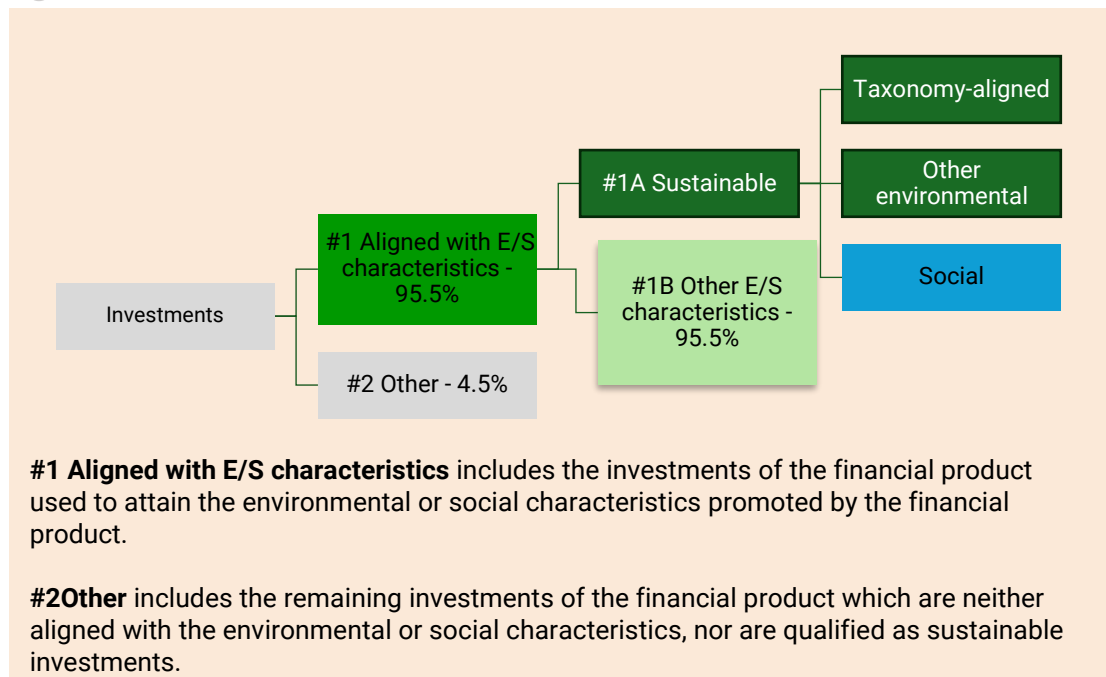 Taxonomy-aligned
#1A Sustainable
Other
environmental
#1 Aligned with E/S
characteristics -
95.5%
Social
#1B Other E/S
characteristics -
95.5%
Investments
#2 Other - 4.5%
#1 Aligned with E/S characteristics includes the investments of the financial product
used to attain the environmental or social characteristics promoted by the financial
product.
#2Other includes the remaining investments of the financial product which are neither
aligned with the environmental or social characteristics, nor are qualified as sustainable
investments.